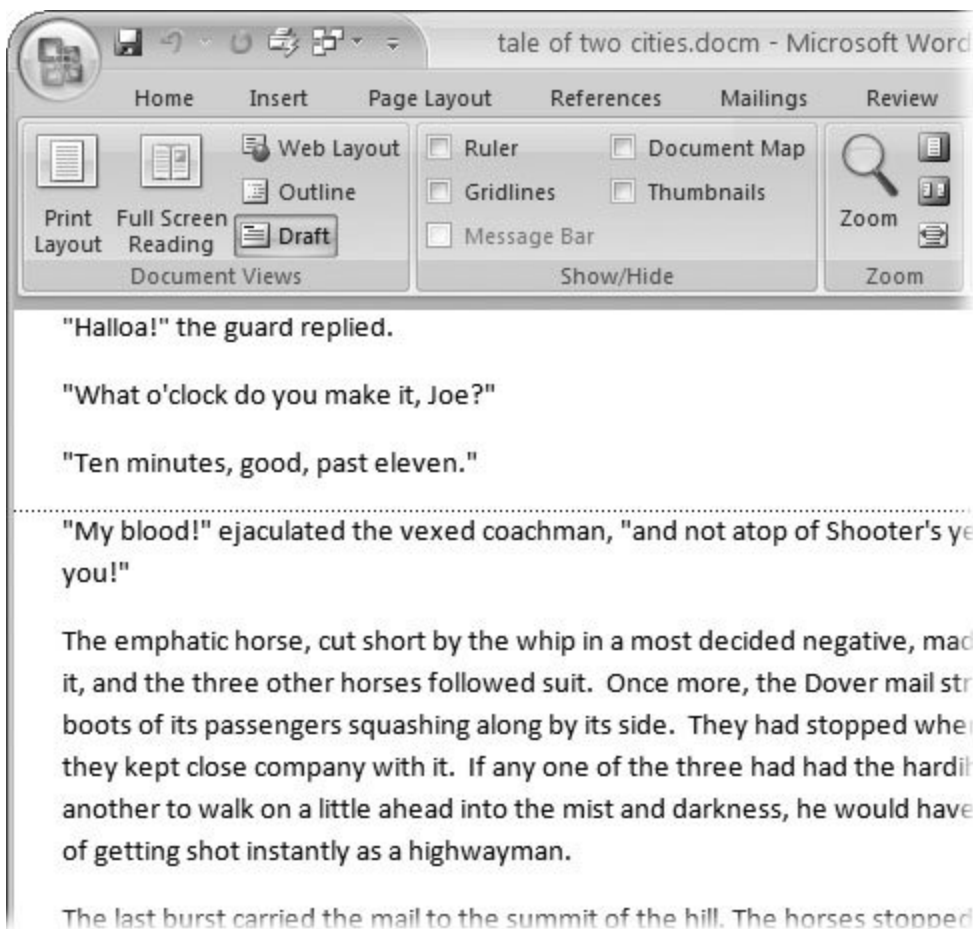 tale of two cities.docm - Microsoft Word
Home Insert Page Layout References Mailings Review
Web Layout Ruler Document Map
Outline Gridlines Thumbnails
Print Layout Full Screen Reading Draft Message Bar Zoom
Document Views Show/Hide Zoom
"Halloa!" the guard replied.
"What o'clock do you make it, Joe?"
"Ten minutes, good, past eleven."
"My blood!" ejaculated the vexed coachman, "and not atop of Shooter's ye
you!"
The emphatic horse, cut short by the whip in a most decided negative, mad
it, and the three other horses followed suit. Once more, the Dover mail str
boots of its passengers squashing along by its side. They had stopped whe
they kept close company with it. If any one of the three had had the hardi
another to walk on a little ahead into the mist and darkness, he would have
of getting shot instantly as a highwayman.
The last burst carried the mail to the summit of the hill. The horses stopped